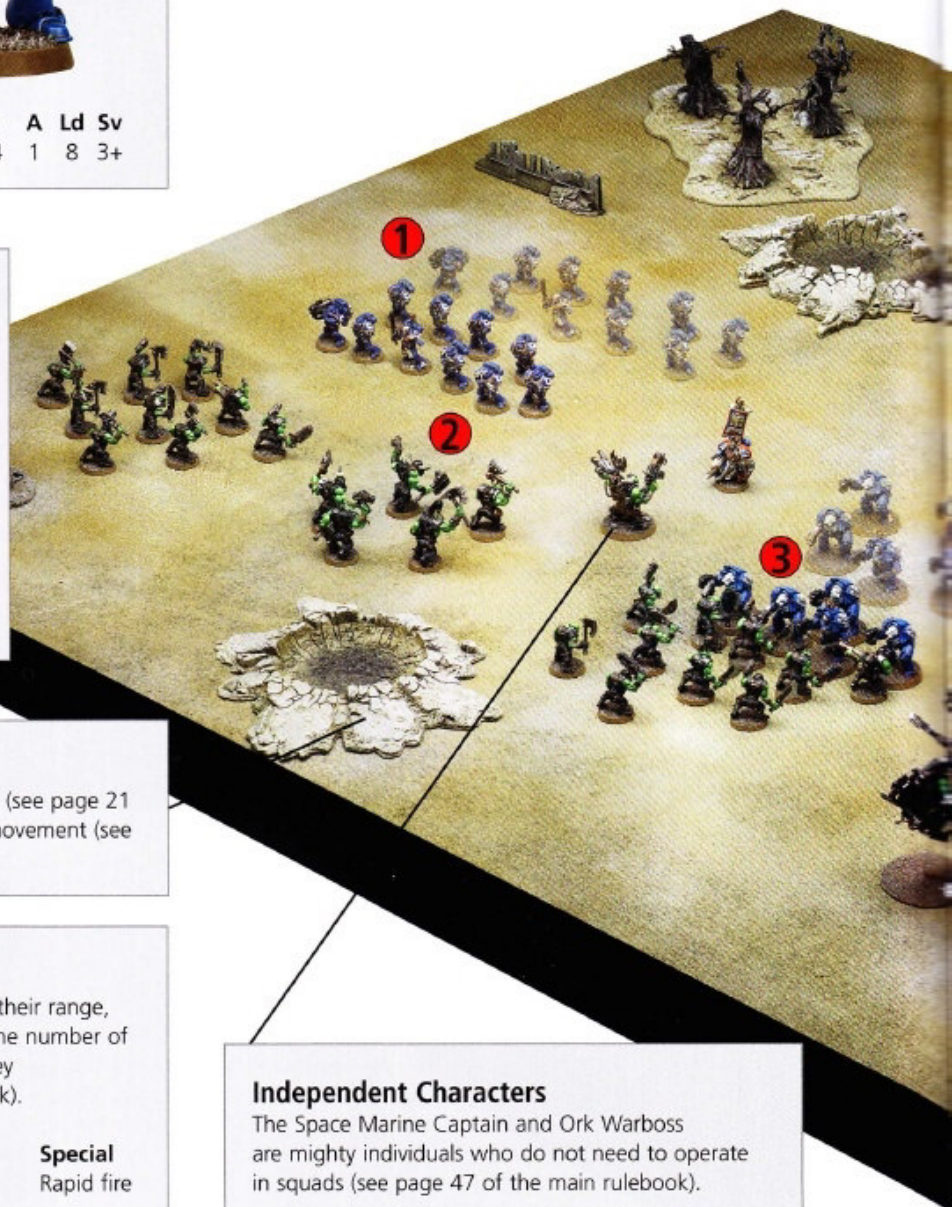 A Ld Sv
1 8 3+
1
2
3
(see page 21
movement (see
their range,
ne number of
ey
k).
Special
Rapid fire
Independent Characters
The Space Marine Captain and Ork Warboss
are mighty individuals who do not need to operate
in squads (see page 47 of the main rulebook).